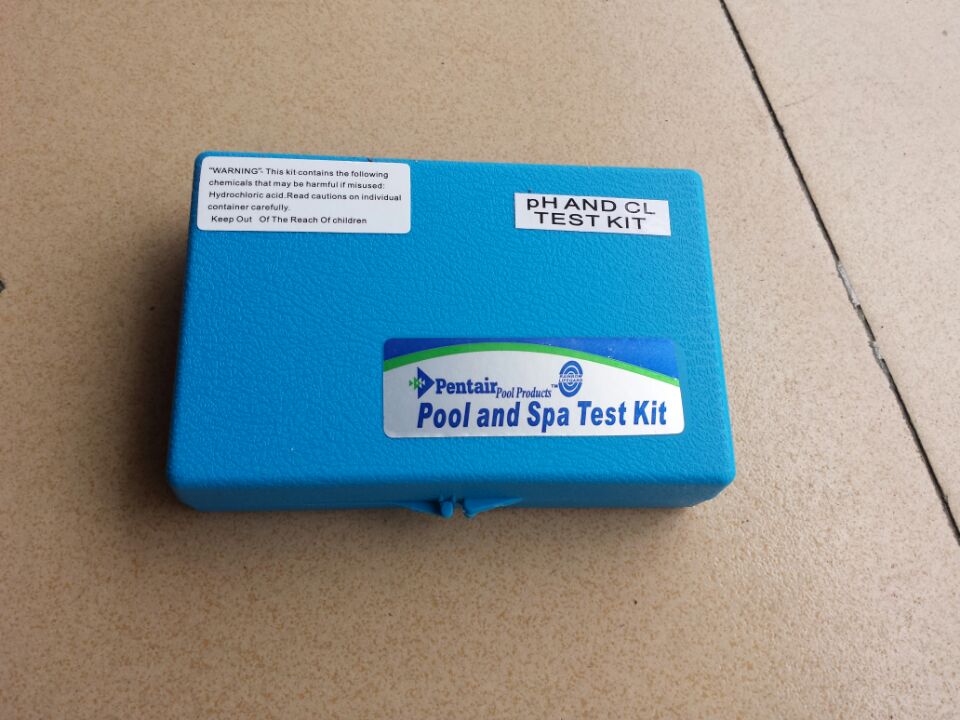 "WARNING"- This kit contains the following
chemicals that may be harmful if misused:
Hydrochloric acid.Read cautions on individual
container carefully.
Keep Out Of The Reach Of children
pH AND CL
TEST KIT
Pentair Pool Products™
Pool and Spa Test Kit